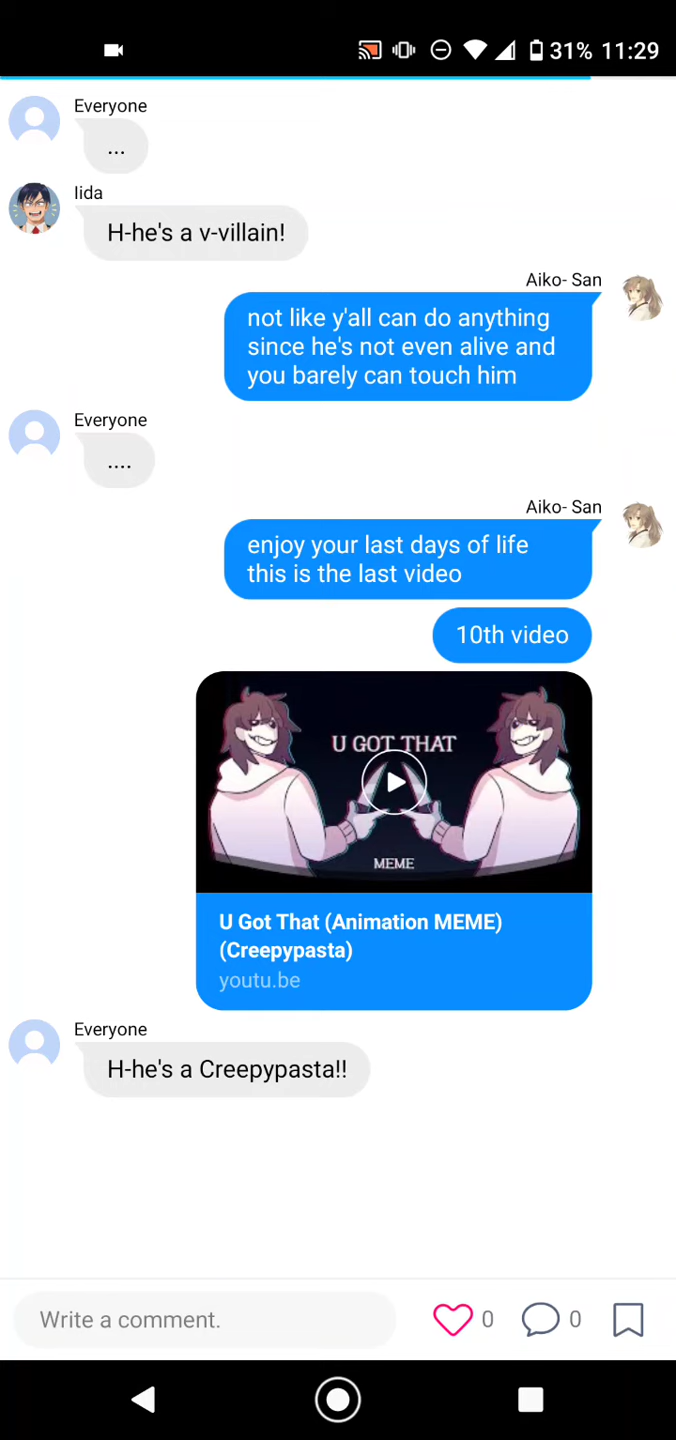 31% 11:29
Everyone
...
Iida
H-he's a v-villain!
Aiko- San
not like y'all can do anything
since he's not even alive and
you barely can touch him
Everyone
....
Aiko- San
enjoy your last days of life
this is the last video
10th video
U GOT THAT
MEME
U Got That (Animation MEME)
(Creepypasta)
youtu.be
Everyone
H-he's a Creepypasta!!
Write a comment.
0
0